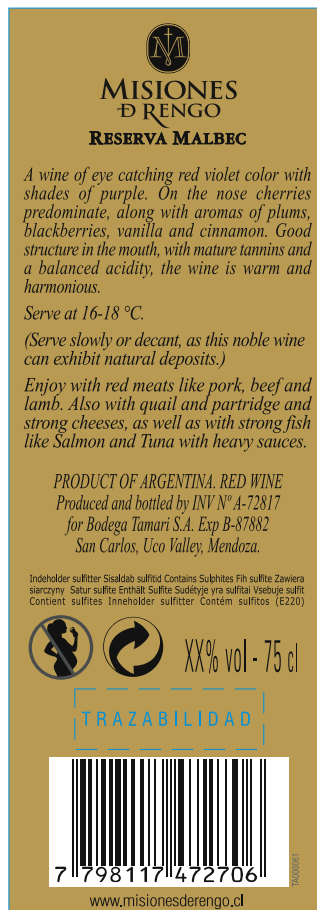 M
MISIONES
D RENGO
RESERVA MALBEC
A wine of eye catching red violet color with
shades of purple. On the nose cherries
predominate, along with aromas of plums,
blackberries, vanilla and cinnamon. Good
structure in the mouth, with mature tannins and
a balanced acidity, the wine is warm and
harmonious.
Serve at 16-18 °C.
(Serve slowly or decant, as this noble wine
can exhibit natural deposits.)
Enjoy with red meats like pork, beef and
lamb. Also with quail and partridge and
strong cheeses, as well as with strong fish
like Salmon and Tuna with heavy sauces.
PRODUCT OF ARGENTINA. RED WINE
Produced and bottled by INV Nº A-72817
for Bodega Tamari S.A. Exp B-87882
San Carlos, Uco Valley, Mendoza.
Indeholder sulfitter Sisaldab sulfitid Contains Sulphites Fih sulfite Zawiera
siarczyny Satur sulfite Enthält Sulfite Sudétyje yra sulfitai Vsebuje sulfit
Contient sulfites Inneholder sulfitter Contém sulfitos (E220)
XX% vol - 75 cl
TRAZABILIDAD
7 798117 472706
TA000061
www.misionesderengo.cl